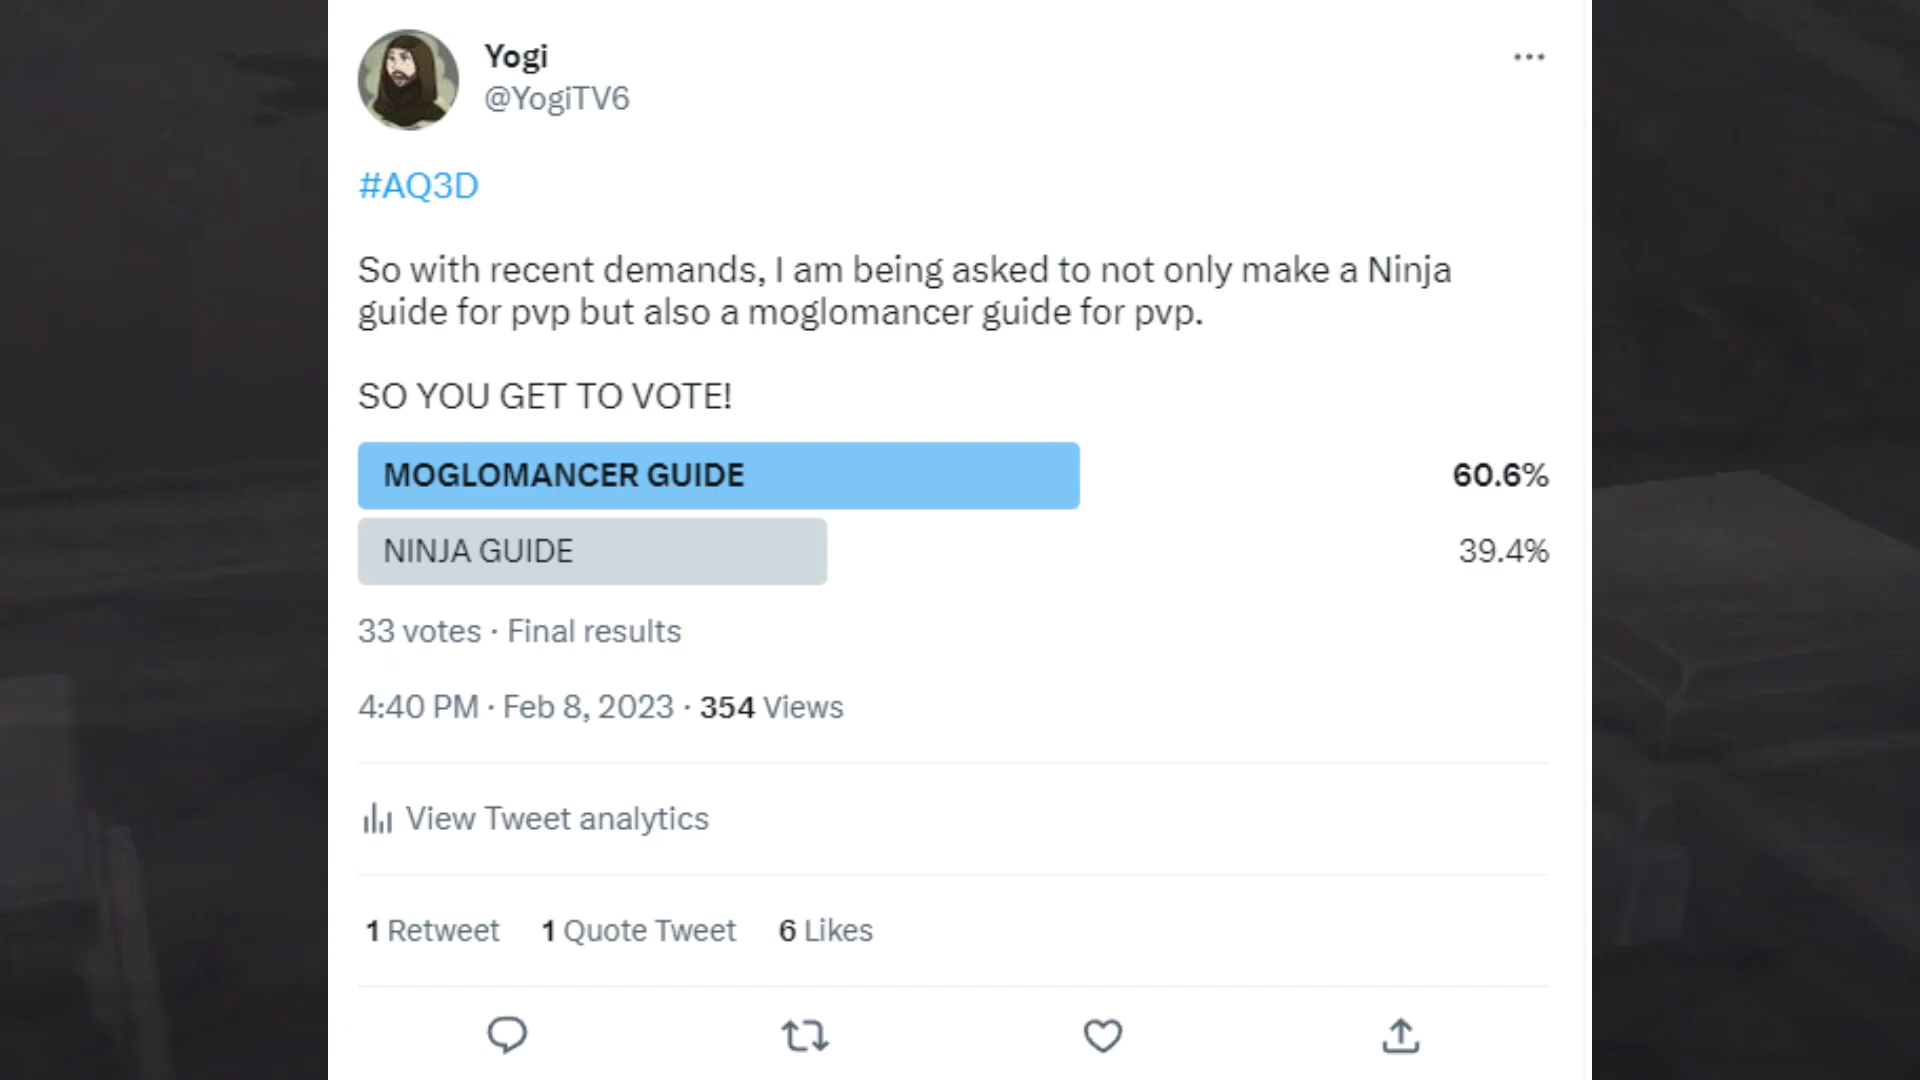 Yogi
@YogiTV6
#AQ3D
So with recent demands, I am being asked to not only make a Ninja
guide for pvp but also a moglomancer guide for pvp.
SO YOU GET TO VOTE!
MOGLOMANCER GUIDE 60.6%
NINJA GUIDE 39.4%
33 votes · Final results
4:40 PM · Feb 8, 2023 · 354 Views
View Tweet analytics
1 Retweet 1 Quote Tweet 6 Likes